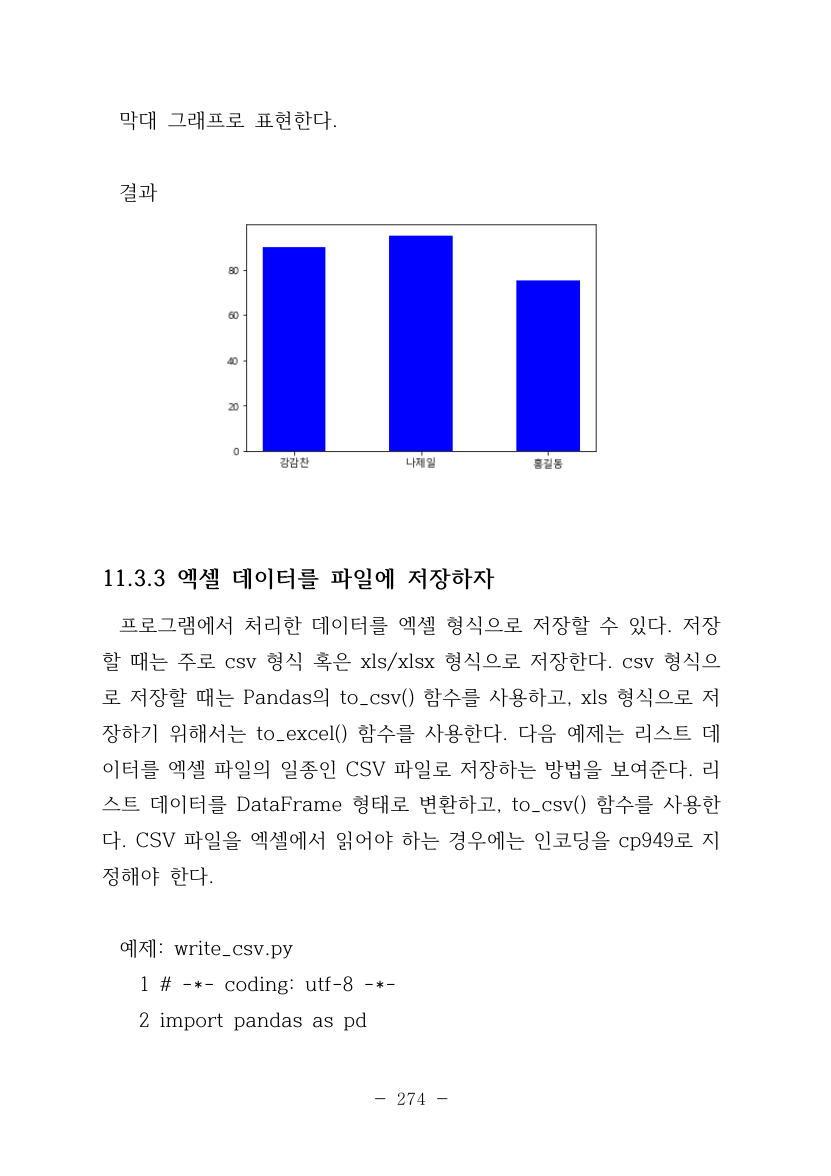 막대 그래프로 표현한다.
결과
80
60
40
20
0
강감찬 나제일 홍길동
11.3.3 엑셀 데이터를 파일에 저장하자
프로그램에서 처리한 데이터를 엑셀 형식으로 저장할 수 있다. 저장
할 때는 주로 csv 형식 혹은 xls/xlsx 형식으로 저장한다. csv 형식으
로 저장할 때는 Pandas의 to_csv() 함수를 사용하고, xls 형식으로 저
장하기 위해서는 to_excel() 함수를 사용한다. 다음 예제는 리스트 데
이터를 엑셀 파일의 일종인 CSV 파일로 저장하는 방법을 보여준다. 리
스트 데이터를 DataFrame 형태로 변환하고, to_csv() 함수를 사용한
다. CSV 파일을 엑셀에서 읽어야 하는 경우에는 인코딩을 cp949로 지
정해야 한다.
예제: write_csv.py
1 # -*- coding: utf-8 -*-
2 import pandas as pd
- 274 -